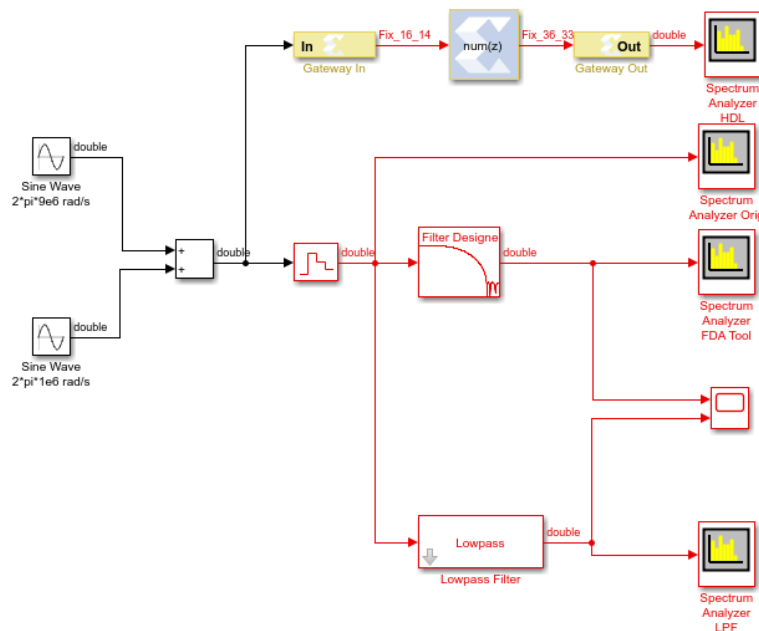 Fix_16_14
Fix_36_33
double
In
num(z)
Out
Gateway In
Gateway Out
Spectrum
Analyzer
HDL
double
Sine Wave
2*pi*9e6 rad/s
Spectrum
Analyzer Orig
+
+
double
double
Filter Designe
double
Spectrum
Analyzer
FDA Tool
double
Sine Wave
2*pi*1e6 rad/s
Lowpass
double
Lowpass Filter
Spectrum
Analyzer
LPF